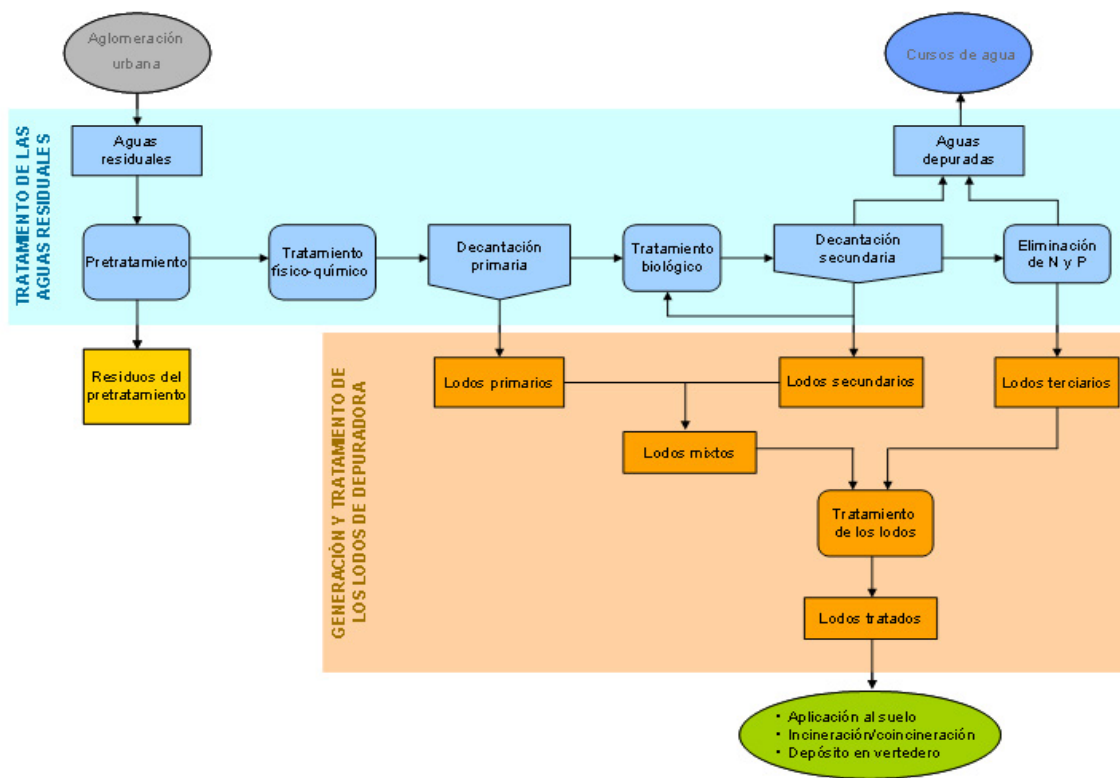 Aglomeración
urbana
Cursos de agua
TRATAMIENTO DE LAS
AGUAS RESIDUALES
Aguas
residuales
Aguas
depuradas
Pretratamiento
Tratamiento
físico-químico
Decantación
primaria
Tratamiento
biológico
Decantación
secundaria
Eliminación
de N y P
Residuos del
pretratamiento
GENERACIÓN Y TRATAMIENTO DE
LOS LODOS DE DEPURADORA
Lodos primarios
Lodos secundarios
Lodos terciarios
Lodos mixtos
Tratamiento
de los lodos
Lodos tratados
• Aplicación al suelo
• Incineración/coincineración
• Depósito en vertedero